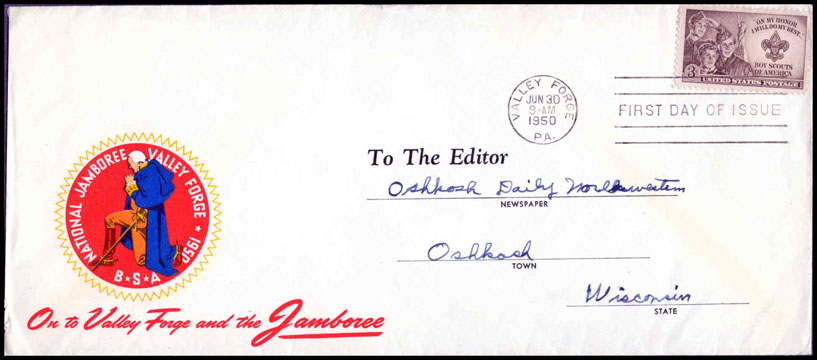 ON MY HONOR
I WILL DO MY BEST...
BOY SCOUTS
OF AMERICA
3¢
UNITED STATES POSTAGE
VALLEY FORGE
JUN 30
9-AM
1950
PA.
FIRST DAY OF ISSUE
To The Editor
Oshkosh Daily Northwestern
NEWSPAPER
Oshkosh
TOWN
Wisconsin
STATE
NATIONAL JAMBOREE VALLEY FORGE ★ 1950
B★S★A
On to Valley Forge and the Jamboree